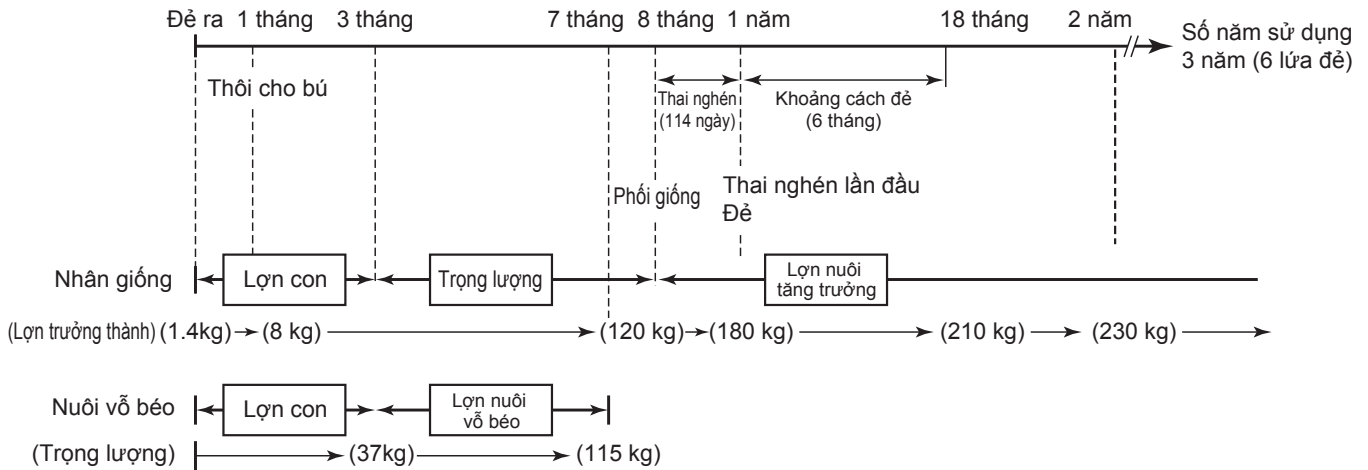 Đẻ ra 1 tháng 3 tháng 7 tháng 8 tháng 1 năm 18 tháng 2 năm
Số năm sử dụng
3 năm (6 lứa đẻ)
Thôi cho bú
Thai nghén
(114 ngày)
Khoảng cách đẻ
(6 tháng)
Phối giống
Thai nghén lần đầu
Đẻ
Nhân giống
Lợn con
Trọng lượng
Lợn nuôi
tăng trưởng
(Lợn trưởng thành) (1.4kg) (8 kg) (120 kg) (180 kg) (210 kg) (230 kg)
Nuôi vỗ béo
Lợn con
Lợn nuôi
vỗ béo
(Trọng lượng) (37kg) (115 kg)